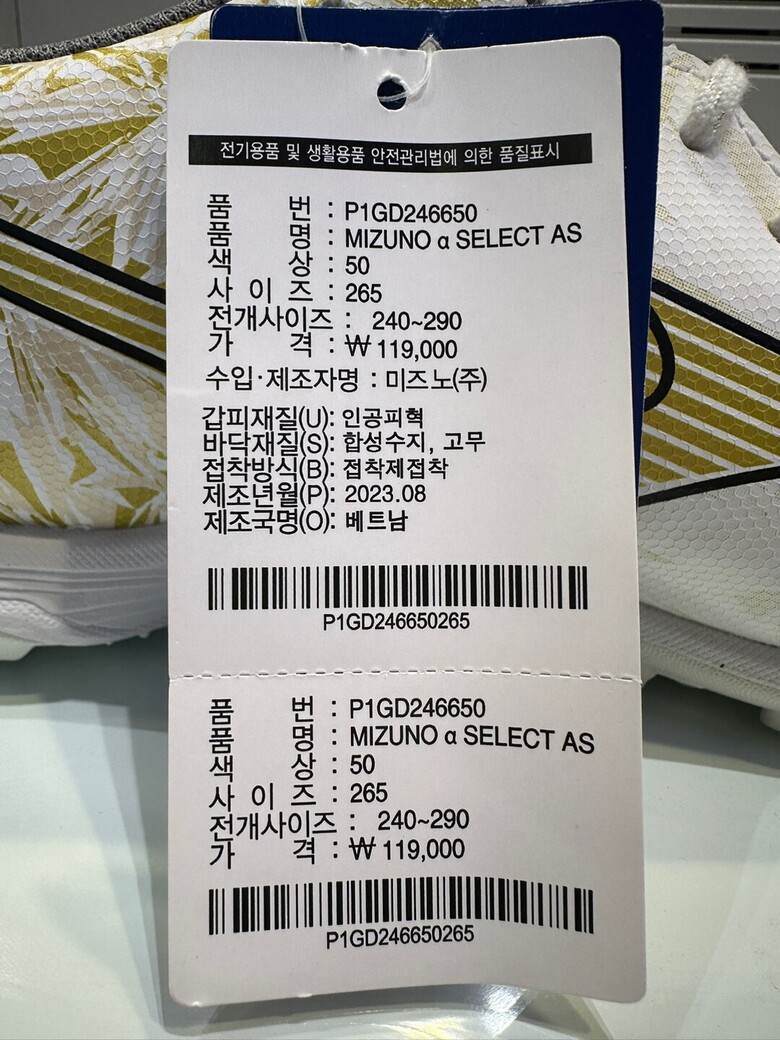 전기용품 및 생활용품 안전관리법에 의한 품질표시
품 번 : P1GD246650
품 명 : MIZUNO α SELECT AS
색 상 : 50
사 이 즈 : 265
전개사이즈 : 240~290
가 격 : ₩ 119,000
수입·제조자명 : 미즈노(주)
갑피재질(U): 인공피혁
바닥재질(S): 합성수지, 고무
접착방식(B): 접착제접착
제조년월(P): 2023.08
제조국명(O): 베트남
P1GD246650265
품 번 : P1GD246650
품 명 : MIZUNO α SELECT AS
색 상 : 50
사 이 즈 : 265
전개사이즈 : 240~290
가 격 : ₩ 119,000
P1GD246650265